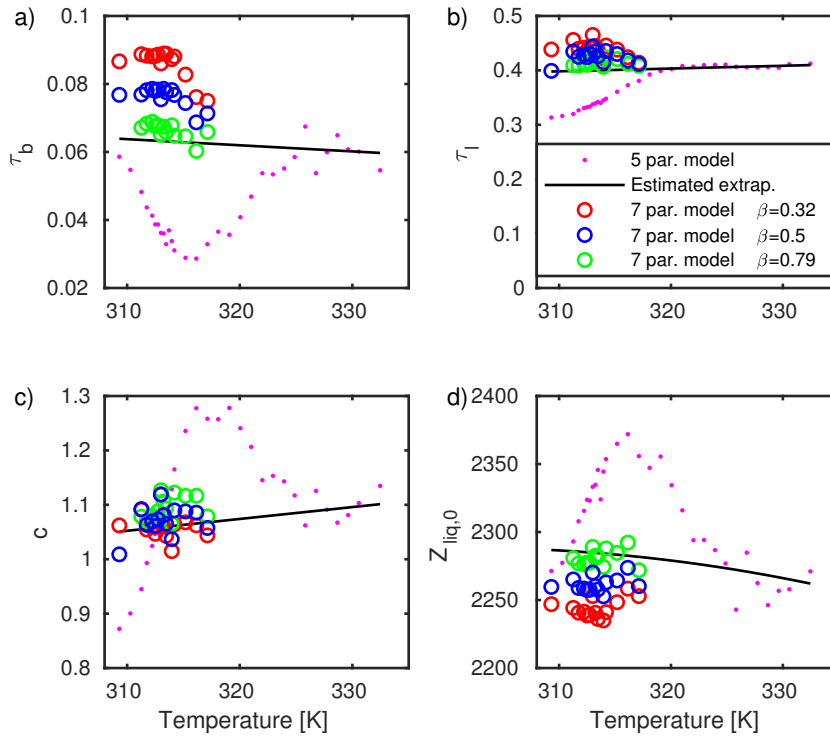 a)
0.1
0.08
0.06
0.04
0.02
τb
310
320
330
b)
0.5
0.4
0.3
0.2
0.1
0
τl
5 par. model
Estimated extrap.
7 par. model β=0.32
7 par. model β=0.5
7 par. model β=0.79
310
320
330
c)
1.3
1.2
1.1
1
0.9
0.8
c
310
320
330
Temperature [K]
d)
2400
2350
2300
2250
2200
Zliq,0
310
320
330
Temperature [K]